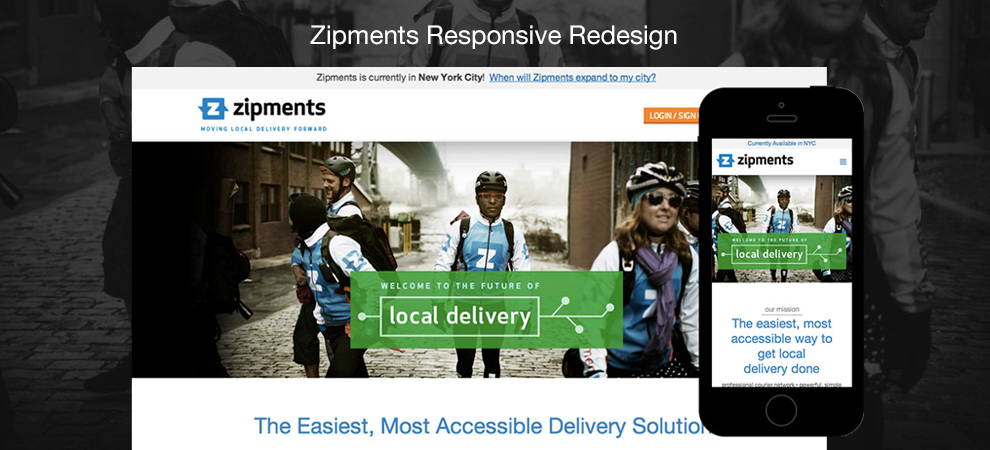 Zipments Responsive Redesign
Zipments is currently in New York City! When will Zipments expand to my city?
zipments
MOVING LOCAL DELIVERY FORWARD
LOGIN / SIGN
WELCOME TO THE FUTURE OF
local delivery
The Easiest, Most Accessible Delivery Solution
Currently Available in NYC
zipments
WELCOME TO THE FUTURE OF
local delivery
our mission
The easiest, most
accessible way to
get local
delivery done
professional courier network • powerful, simple